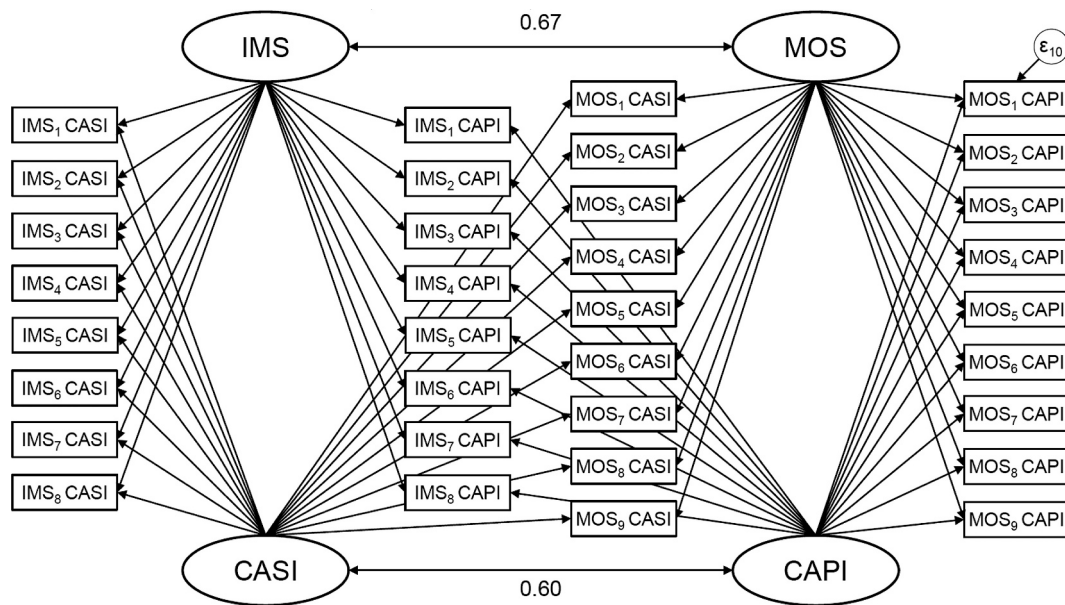 IMS
0.67
MOS
ε10
IMS1 CASI
IMS2 CASI
IMS3 CASI
IMS4 CASI
IMS5 CASI
IMS6 CASI
IMS7 CASI
IMS8 CASI
IMS1 CAPI
IMS2 CAPI
IMS3 CAPI
IMS4 CAPI
IMS5 CAPI
IMS6 CAPI
IMS7 CAPI
IMS8 CAPI
MOS1 CASI
MOS2 CASI
MOS3 CASI
MOS4 CASI
MOS5 CASI
MOS6 CASI
MOS7 CASI
MOS8 CASI
MOS9 CASI
MOS1 CAPI
MOS2 CAPI
MOS3 CAPI
MOS4 CAPI
MOS5 CAPI
MOS6 CAPI
MOS7 CAPI
MOS8 CAPI
MOS9 CAPI
CASI
0.60
CAPI